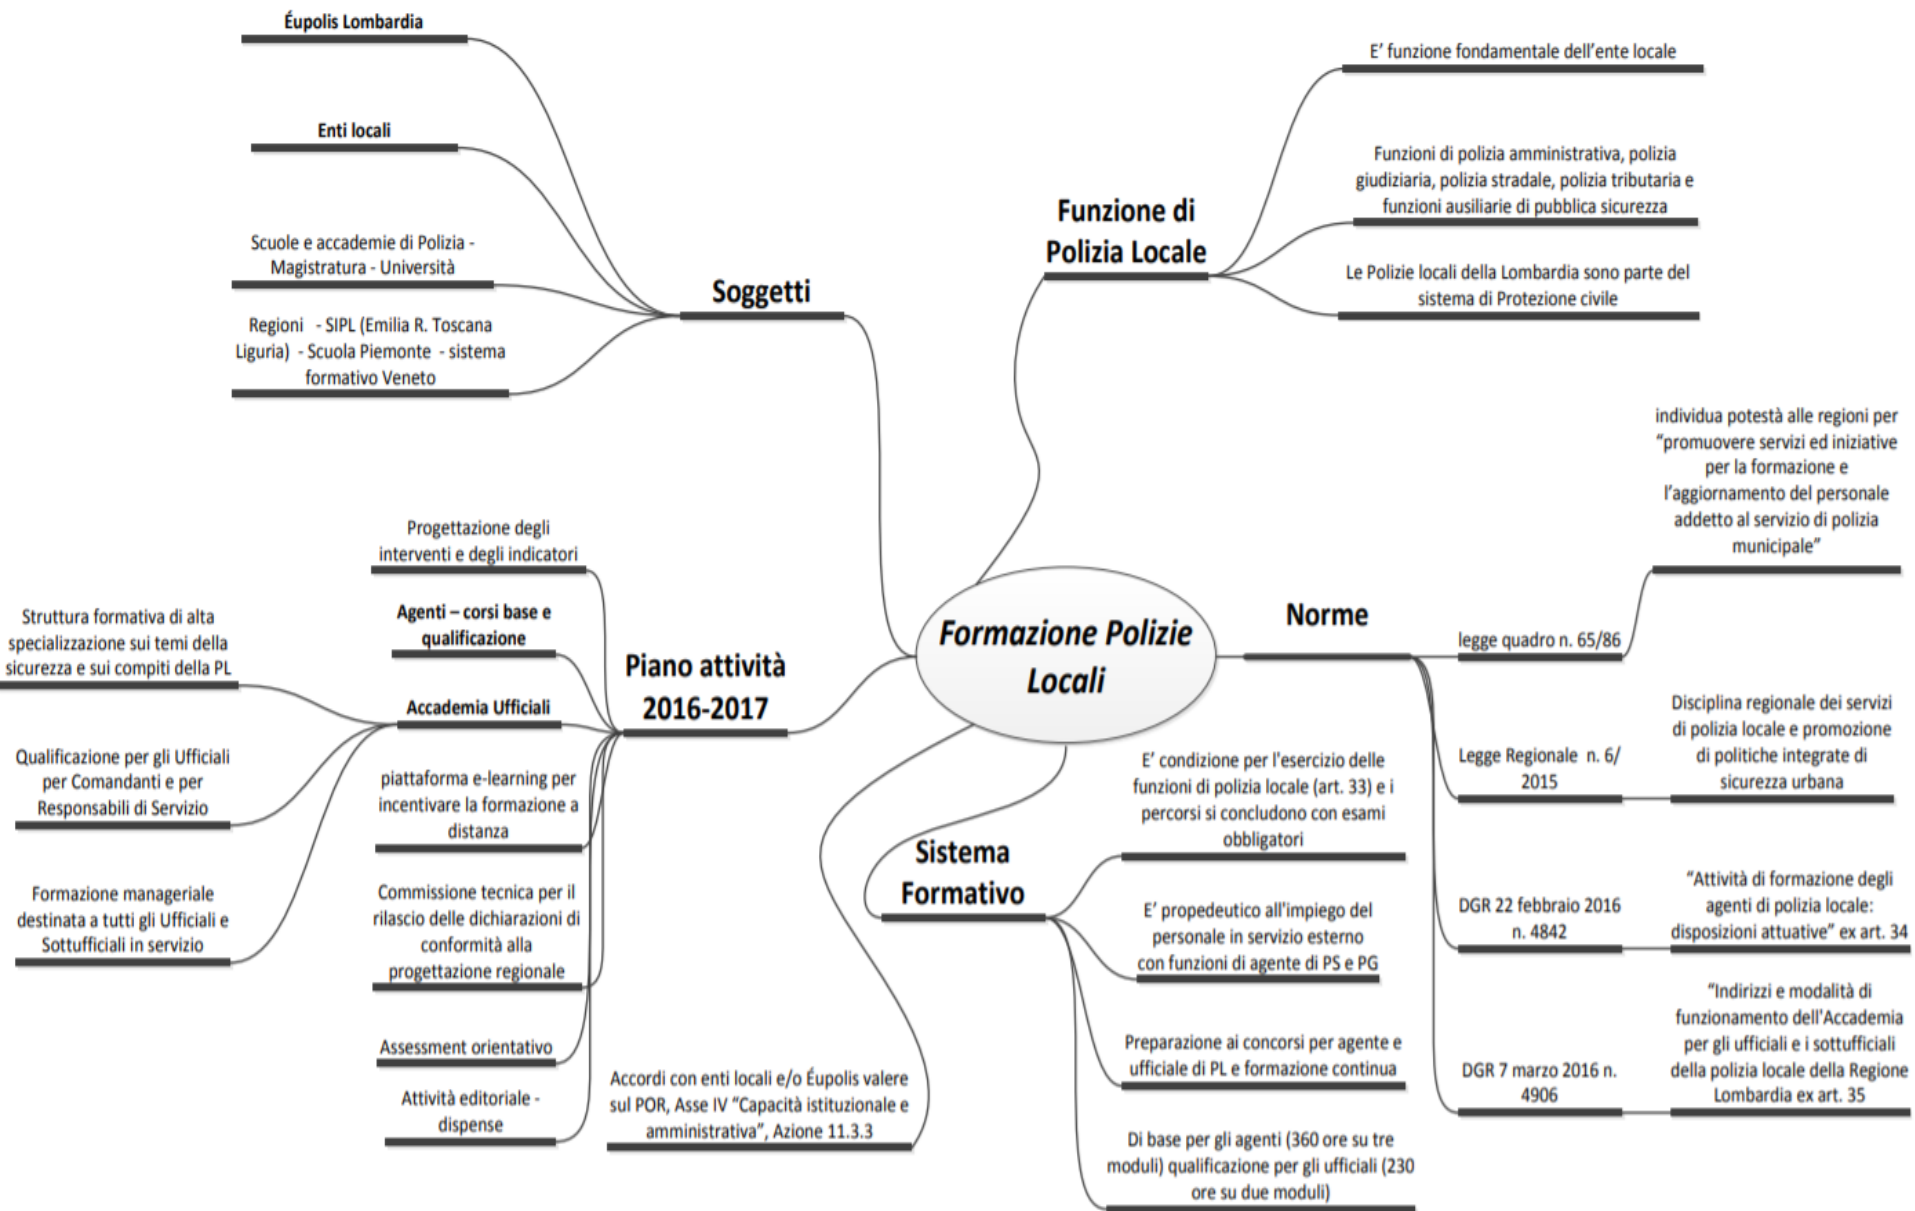 Éupolis Lombardia
Enti locali
Scuole e accademie di Polizia -
Magistratura - Università
Regioni - SIPL (Emilia R. Toscana
Liguria) - Scuola Piemonte - sistema
formativo Veneto
Soggetti
Funzione di
Polizia Locale
E' funzione fondamentale dell'ente locale
Funzioni di polizia amministrativa, polizia
giudiziaria, polizia stradale, polizia tributaria e
funzioni ausiliarie di pubblica sicurezza
Le Polizie locali della Lombardia sono parte del
sistema di Protezione civile
Formazione Polizie
Locali
Norme
legge quadro n. 65/86
individua potestà alle regioni per
“promuovere servizi ed iniziative
per la formazione e
l'aggiornamento del personale
addetto al servizio di polizia
municipale”
Legge Regionale n. 6/
2015
Disciplina regionale dei servizi
di polizia locale e promozione
di politiche integrate di
sicurezza urbana
DGR 22 febbraio 2016
n. 4842
“Attività di formazione degli
agenti di polizia locale:
disposizioni attuative” ex art. 34
DGR 7 marzo 2016 n.
4906
“Indirizzi e modalità di
funzionamento dell'Accademia
per gli ufficiali e i sottufficiali
della polizia locale della Regione
Lombardia ex art. 35
Piano attività
2016-2017
Progettazione degli
interventi e degli indicatori
Agenti – corsi base e
qualificazione
Accademia Ufficiali
Struttura formativa di alta
specializzazione sui temi della
sicurezza e sui compiti della PL
Qualificazione per gli Ufficiali
per Comandanti e per
Responsabili di Servizio
Formazione manageriale
destinata a tutti gli Ufficiali e
Sottufficiali in servizio
piattaforma e-learning per
incentivare la formazione a
distanza
Commissione tecnica per il
rilascio delle dichiarazioni di
conformità alla
progettazione regionale
Assessment orientativo
Attività editoriale -
dispense
Accordi con enti locali e/o Éupolis valere
sul POR, Asse IV “Capacità istituzionale e
amministrativa”, Azione 11.3.3
Sistema
Formativo
E' condizione per l'esercizio delle
funzioni di polizia locale (art. 33) e i
percorsi si concludono con esami
obbligatori
E' propedeutico all'impiego del
personale in servizio esterno
con funzioni di agente di PS e PG
Preparazione ai concorsi per agente e
ufficiale di PL e formazione continua
Di base per gli agenti (360 ore su tre
moduli) qualificazione per gli ufficiali (230
ore su due moduli)